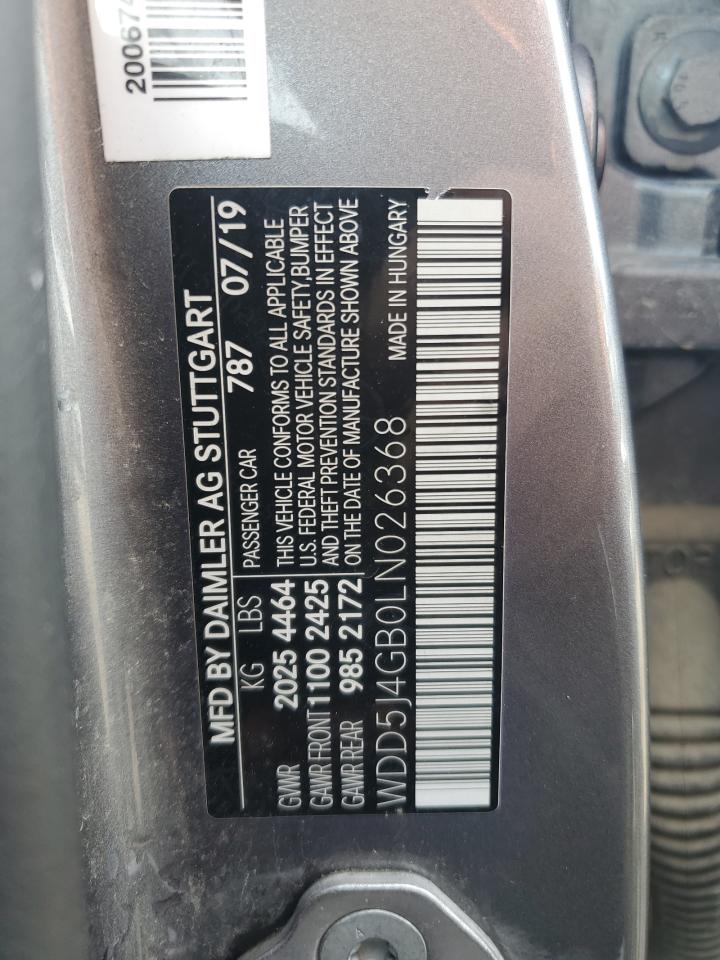 20067
MFD BY DAIMLER AG STUTTGART
787 07/19
KG LBS
GVWR 2025 4464
GAWR FRONT 1100 2425
GAWR REAR 985 2172
PASSENGER CAR
THIS VEHICLE CONFORMS TO ALL APPLICABLE
U.S. FEDERAL MOTOR VEHICLE SAFETY,BUMPER
AND THEFT PREVENTION STANDARDS IN EFFECT
ON THE DATE OF MANUFACTURE SHOWN ABOVE
WDD5J4GB0LN026368
MADE IN HUNGARY